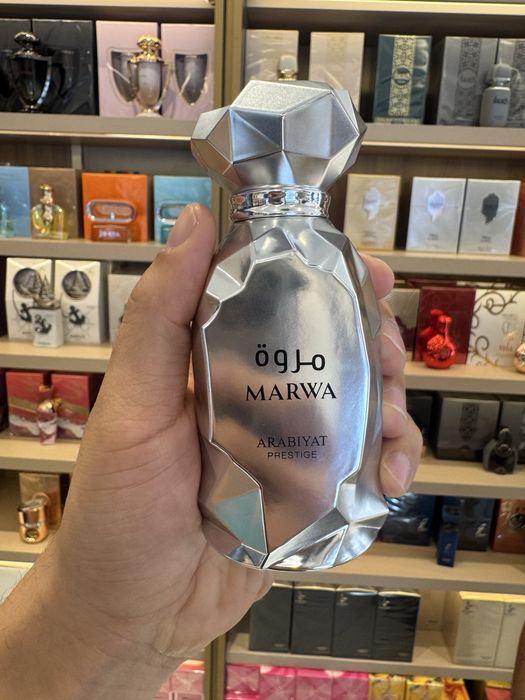 مروة
MARWA
ARABIYAT
PRESTIGE